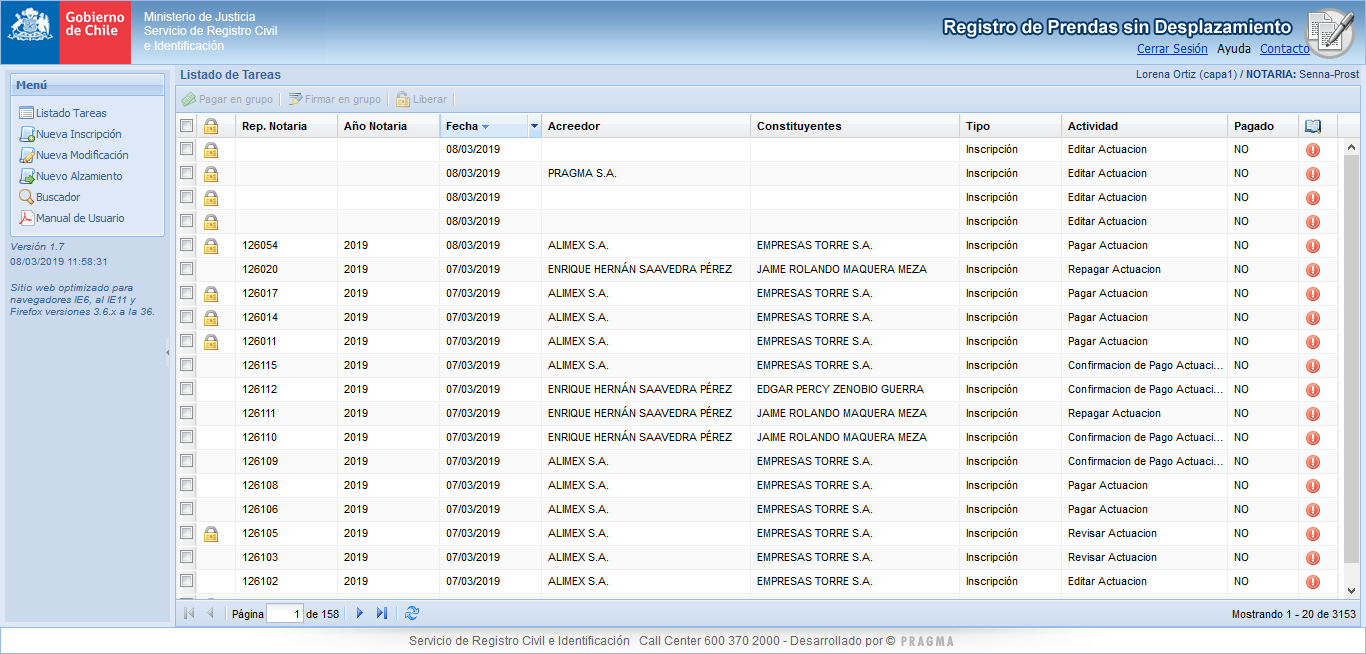 Gobierno
de Chile
Ministerio de Justicia
Servicio de Registro Civil
e Identificación
Registro de Prendas sin Desplazamiento
Cerrar Sesión Ayuda Contacto
Menú
Listado Tareas
Nueva Inscripción
Nueva Modificación
Nuevo Alzamiento
Buscador
Manual de Usuario
Versión 1.7
08/03/2019 11:58:31
Sitio web optimizado para
navegadores IE6, al IE11 y
Firefox versiones 3.6.x a la 36.
Listado de Tareas
Lorena Ortiz (capa1) / NOTARIA: Senna-Prost
Pagar en grupo Firmar en grupo Liberar
Rep. Notaria Año Notaria Fecha Acreedor Constituyentes Tipo Actividad Pagado
08/03/2019 Inscripción Editar Actuacion NO
08/03/2019 PRAGMA S.A. Inscripción Editar Actuacion NO
08/03/2019 Inscripción Editar Actuacion NO
08/03/2019 Inscripción Editar Actuacion NO
126054 2019 08/03/2019 ALIMEX S.A. EMPRESAS TORRE S.A. Inscripción Pagar Actuacion NO
126020 2019 07/03/2019 ENRIQUE HERNÁN SAAVEDRA PÉREZ JAIME ROLANDO MAQUERA MEZA Inscripción Repagar Actuacion NO
126017 2019 07/03/2019 ALIMEX S.A. EMPRESAS TORRE S.A. Inscripción Pagar Actuacion NO
126014 2019 07/03/2019 ALIMEX S.A. EMPRESAS TORRE S.A. Inscripción Pagar Actuacion NO
126011 2019 07/03/2019 ALIMEX S.A. EMPRESAS TORRE S.A. Inscripción Pagar Actuacion NO
126115 2019 07/03/2019 ALIMEX S.A. EMPRESAS TORRE S.A. Inscripción Confirmacion de Pago Actuaci... NO
126112 2019 07/03/2019 ENRIQUE HERNÁN SAAVEDRA PÉREZ EDGAR PERCY ZENOBIO GUERRA Inscripción Confirmacion de Pago Actuaci... NO
126111 2019 07/03/2019 ENRIQUE HERNÁN SAAVEDRA PÉREZ JAIME ROLANDO MAQUERA MEZA Inscripción Repagar Actuacion NO
126110 2019 07/03/2019 ENRIQUE HERNÁN SAAVEDRA PÉREZ JAIME ROLANDO MAQUERA MEZA Inscripción Confirmacion de Pago Actuaci... NO
126109 2019 07/03/2019 ALIMEX S.A. EMPRESAS TORRE S.A. Inscripción Confirmacion de Pago Actuaci... NO
126108 2019 07/03/2019 ALIMEX S.A. EMPRESAS TORRE S.A. Inscripción Pagar Actuacion NO
126106 2019 07/03/2019 ALIMEX S.A. EMPRESAS TORRE S.A. Inscripción Pagar Actuacion NO
126105 2019 07/03/2019 ALIMEX S.A. EMPRESAS TORRE S.A. Inscripción Revisar Actuacion NO
126103 2019 07/03/2019 ALIMEX S.A. EMPRESAS TORRE S.A. Inscripción Revisar Actuacion NO
126102 2019 07/03/2019 ALIMEX S.A. EMPRESAS TORRE S.A. Inscripción Editar Actuacion NO
Página 1 de 158 Mostrando 1 - 20 de 3153
Servicio de Registro Civil e Identificación Call Center 600 370 2000 - Desarrollado por © PRAGMA